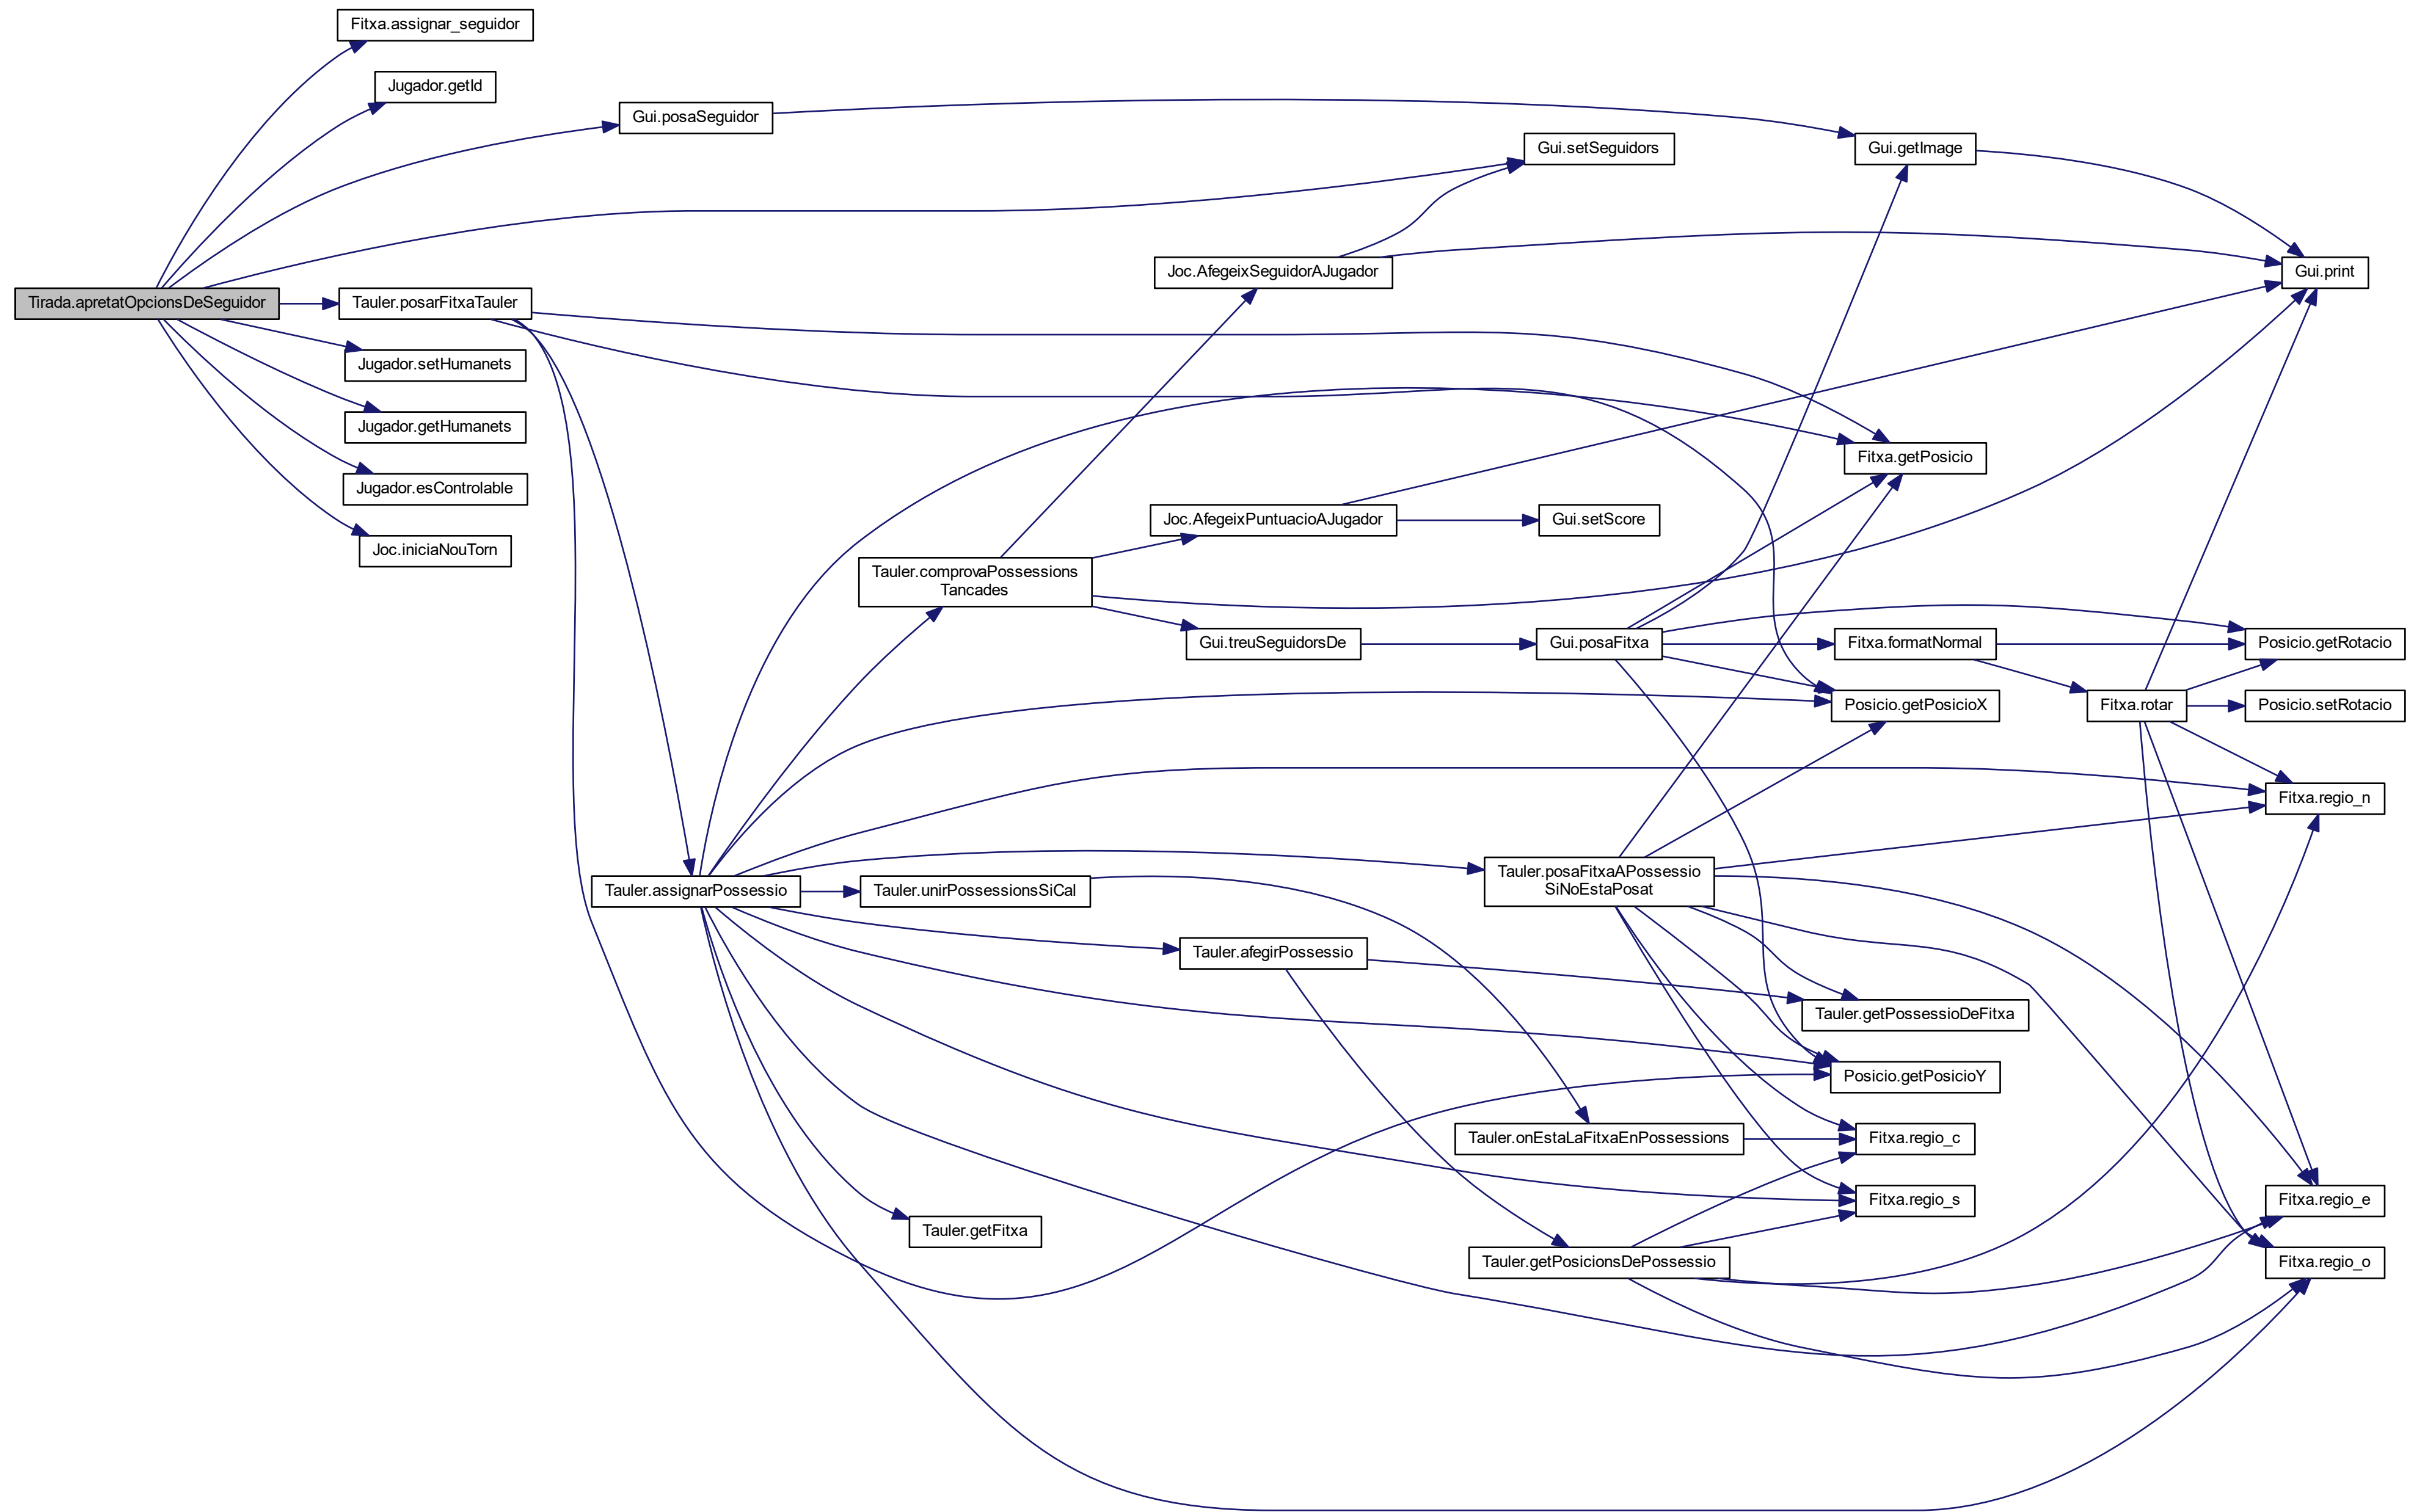 Fitxa.assignar_seguidor
Jugador.getId
Gui.posaSeguidor
Gui.setSeguidors
Gui.getImage
Joc.AfegeixSeguidorAJugador
Gui.print
Tirada.apretatOpcionsDeSeguidor
Tauler.posarFitxaTauler
Jugador.setHumanets
Jugador.getHumanets
Fitxa.getPosicio
Jugador.esControlable
Joc.AfegeixPuntuacioAJugador
Gui.setScore
Joc.iniciaNouTorn
Tauler.comprovaPossessions
Tancades
Gui.treuSeguidorsDe
Gui.posaFitxa
Fitxa.formatNormal
Posicio.getRotacio
Posicio.getPosicioX
Fitxa.rotar
Posicio.setRotacio
Fitxa.regio_n
Tauler.assignarPossessio
Tauler.unirPossessionsSiCal
Tauler.posaFitxaAPossessio
SiNoEstaPosat
Tauler.afegirPossessio
Tauler.getPossessioDeFitxa
Posicio.getPosicioY
Tauler.onEstaLaFitxaEnPossessions
Fitxa.regio_c
Fitxa.regio_s
Fitxa.regio_e
Tauler.getFitxa
Tauler.getPosicionsDePossessio
Fitxa.regio_o